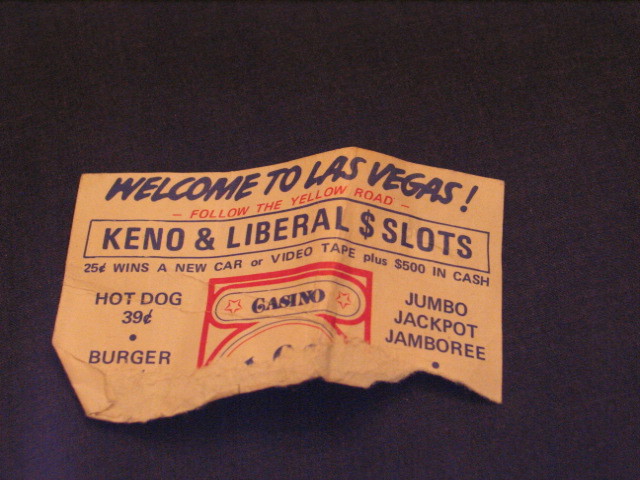 WELCOME TO LAS VEGAS!
- FOLLOW THE YELLOW ROAD -
KENO & LIBERAL $ SLOTS
25¢ WINS A NEW CAR or VIDEO TAPE plus $500 IN CASH
HOT DOG
39¢
•
BURGER
CASINO
JUMBO
JACKPOT
JAMBOREE
•